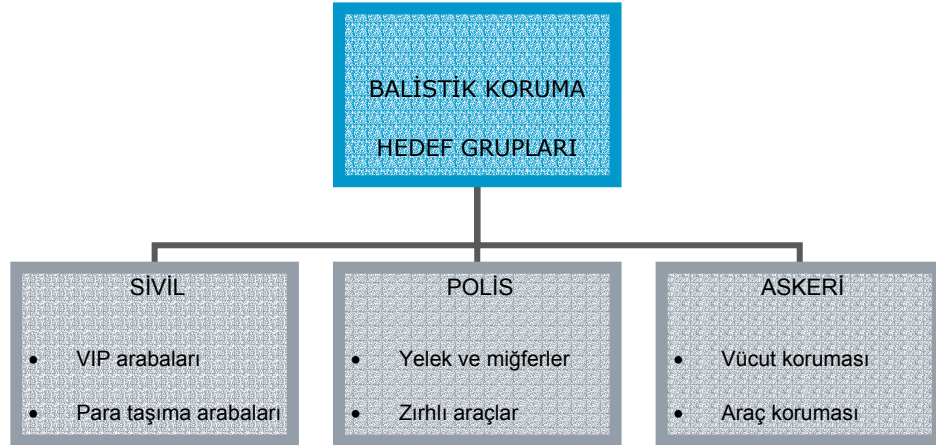 BALİSTİK KORUMA
HEDEF GRUPLARI
SİVİL
• VIP arabaları
• Para taşıma arabaları
POLİS
• Yelek ve miğferler
• Zırhlı araçlar
ASKERİ
• Vücut koruması
• Araç koruması